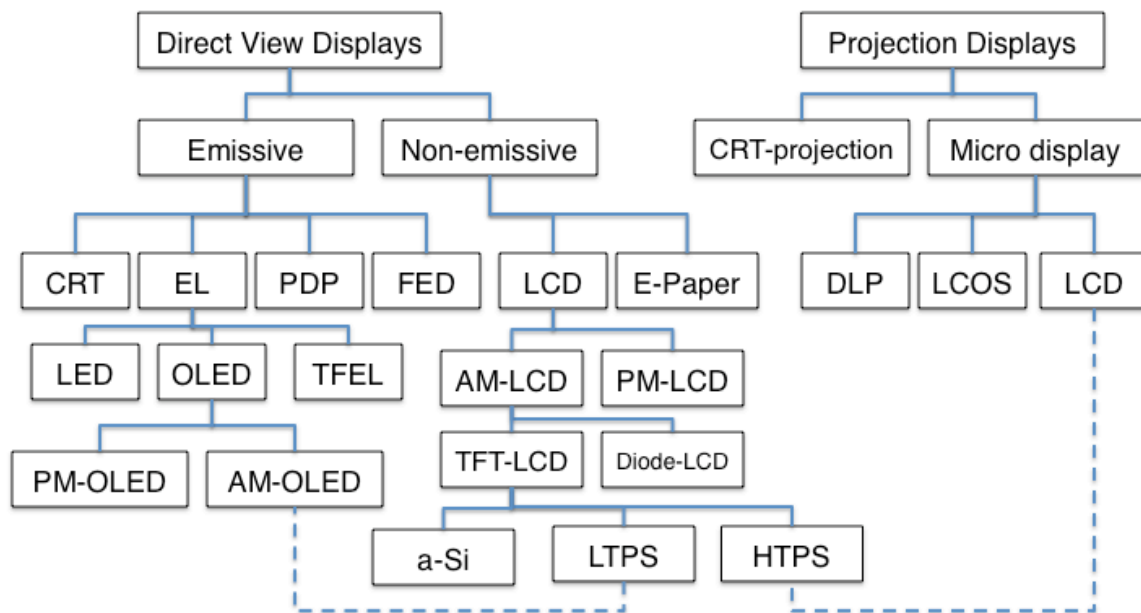 Direct View Displays
Projection Displays
Emissive
Non-emissive
CRT-projection
Micro display
CRT
EL
PDP
FED
LCD
E-Paper
DLP
LCOS
LCD
LED
OLED
TFEL
AM-LCD
PM-LCD
PM-OLED
AM-OLED
TFT-LCD
Diode-LCD
a-Si
LTPS
HTPS